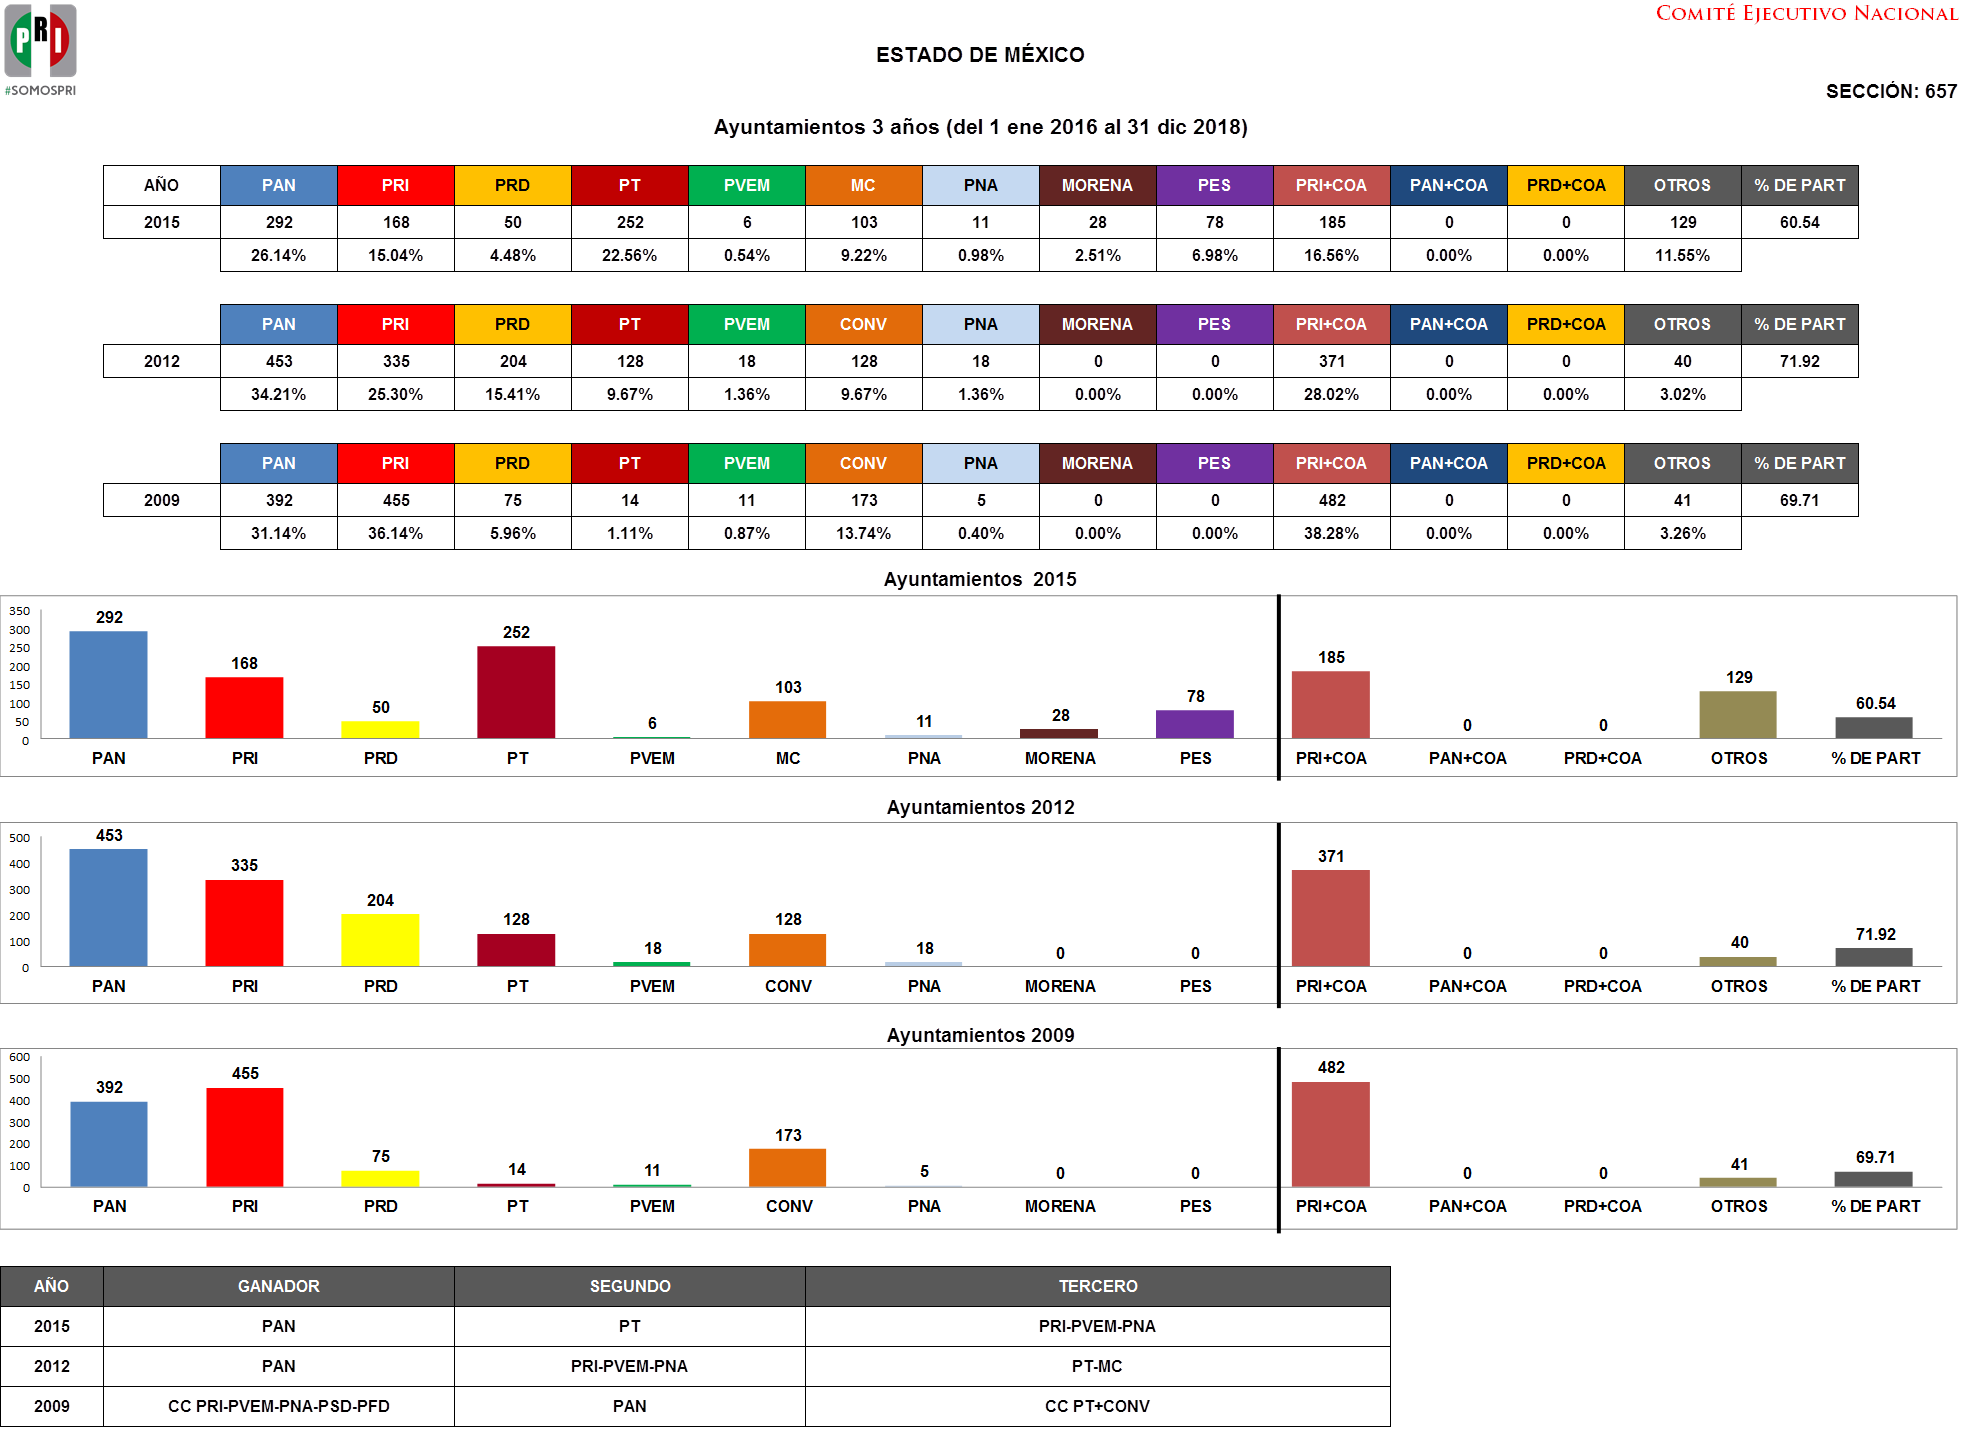 PRI
#SOMOSPRI
COMITÉ EJECUTIVO NACIONAL
ESTADO DE MÉXICO
SECCIÓN: 657
Ayuntamientos 3 años (del 1 ene 2016 al 31 dic 2018)
AÑO PAN PRI PRD PT PVEM MC PNA MORENA PES PRI+COA PAN+COA PRD+COA OTROS % DE PART
2015 292 168 50 252 6 103 11 28 78 185 0 0 129 60.54
26.14% 15.04% 4.48% 22.56% 0.54% 9.22% 0.98% 2.51% 6.98% 16.56% 0.00% 0.00% 11.55%
PAN PRI PRD PT PVEM CONV PNA MORENA PES PRI+COA PAN+COA PRD+COA OTROS % DE PART
2012 453 335 204 128 18 128 18 0 0 371 0 0 40 71.92
34.21% 25.30% 15.41% 9.67% 1.36% 9.67% 1.36% 0.00% 0.00% 28.02% 0.00% 0.00% 3.02%
PAN PRI PRD PT PVEM CONV PNA MORENA PES PRI+COA PAN+COA PRD+COA OTROS % DE PART
2009 392 455 75 14 11 173 5 0 0 482 0 0 41 69.71
31.14% 36.14% 5.96% 1.11% 0.87% 13.74% 0.40% 0.00% 0.00% 38.28% 0.00% 0.00% 3.26%
Ayuntamientos 2015
350
300
250
200
150
100
50
0
292 168 50 252 6 103 11 28 78 185 0 0 129 60.54
PAN PRI PRD PT PVEM MC PNA MORENA PES PRI+COA PAN+COA PRD+COA OTROS % DE PART
Ayuntamientos 2012
500
400
300
200
100
0
453 335 204 128 18 128 18 0 0 371 0 0 40 71.92
PAN PRI PRD PT PVEM CONV PNA MORENA PES PRI+COA PAN+COA PRD+COA OTROS % DE PART
Ayuntamientos 2009
600
500
400
300
200
100
0
392 455 75 14 11 173 5 0 0 482 0 0 41 69.71
PAN PRI PRD PT PVEM CONV PNA MORENA PES PRI+COA PAN+COA PRD+COA OTROS % DE PART
AÑO GANADOR SEGUNDO TERCERO
2015 PAN PT PRI-PVEM-PNA
2012 PAN PRI-PVEM-PNA PT-MC
2009 CC PRI-PVEM-PNA-PSD-PFD PAN CC PT+CONV